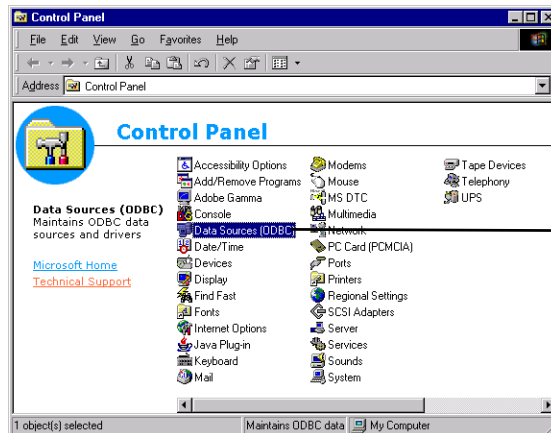 Control Panel
File Edit View Go Favorites Help
Address Control Panel
Control Panel
Data Sources (ODBC)
Maintains ODBC data
sources and drivers
Microsoft Home
Technical Support
Accessibility Options
Add/Remove Programs
Adobe Gamma
Console
Data Sources (ODBC)
Date/Time
Devices
Display
Find Fast
Fonts
Internet Options
Java Plug-in
Keyboard
Mail
Modems
Mouse
MS DTC
Multimedia
Network
PC Card (PCMCIA)
Ports
Printers
Regional Settings
SCSI Adapters
Server
Services
Sounds
System
Tape Devices
Telephony
UPS
1 object(s) selected
Maintains ODBC data
My Computer